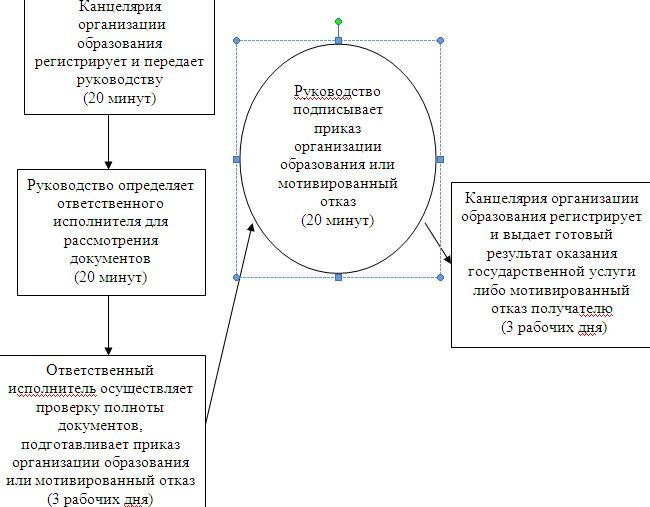 Канцелярия
организации
образования
регистрирует и передает
руководству
(20 минут)
Руководство определяет
ответственного
исполнителя для
рассмотрения
документов
(20 минут)
Ответственный
исполнитель осуществляет
проверку полноты
документов,
подготавливает приказ
организации образования
или мотивированный отказ
(3 рабочих дня)
Руководство
подписывает
приказ
организации
образования или
мотивированный
отказ
(20 минут)
Канцелярия организации
образования регистрирует
и выдает готовый
результат оказания
государственной услуги
либо мотивированный
отказ получателю
(3 рабочих дня)